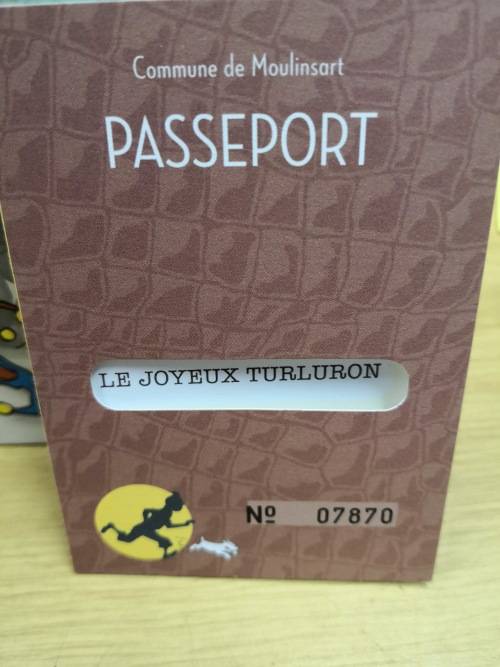 Commune de Moulinsart
PASSEPORT
LE JOYEUX TURLURON
Nº 07870